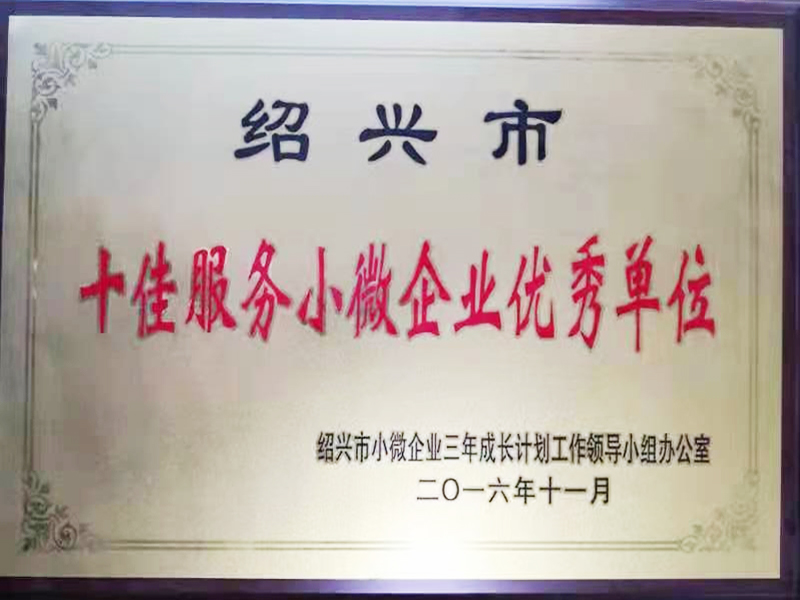 绍兴市
十佳服务小微企业优秀单位
绍兴市小微企业三年成长计划工作领导小组办公室
二〇一六年十一月